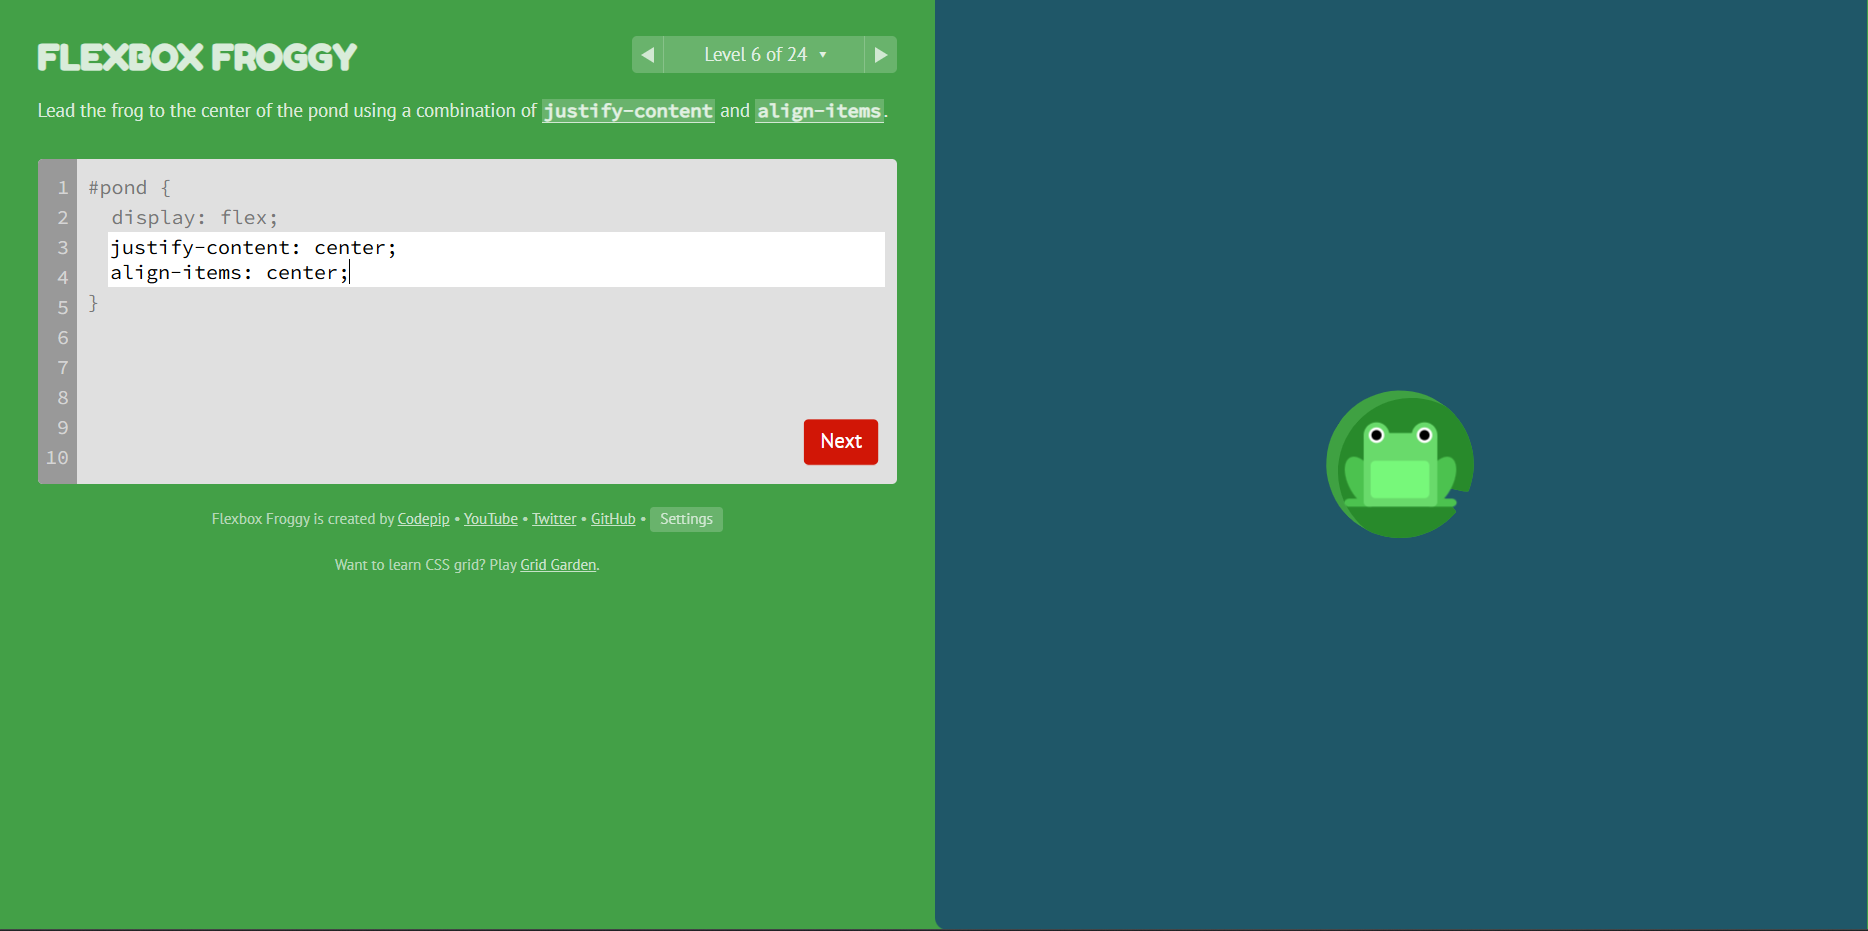 FLEXBOX FROGGY
Level 6 of 24 ▼
Lead the frog to the center of the pond using a combination of justify-content and align-items.
1 #pond {
2 display: flex;
3 justify-content: center;
4 align-items: center;
5 }
6
7
8
9
10
Next
Flexbox Froggy is created by Codepip • YouTube • Twitter • GitHub • Settings
Want to learn CSS grid? Play Grid Garden.